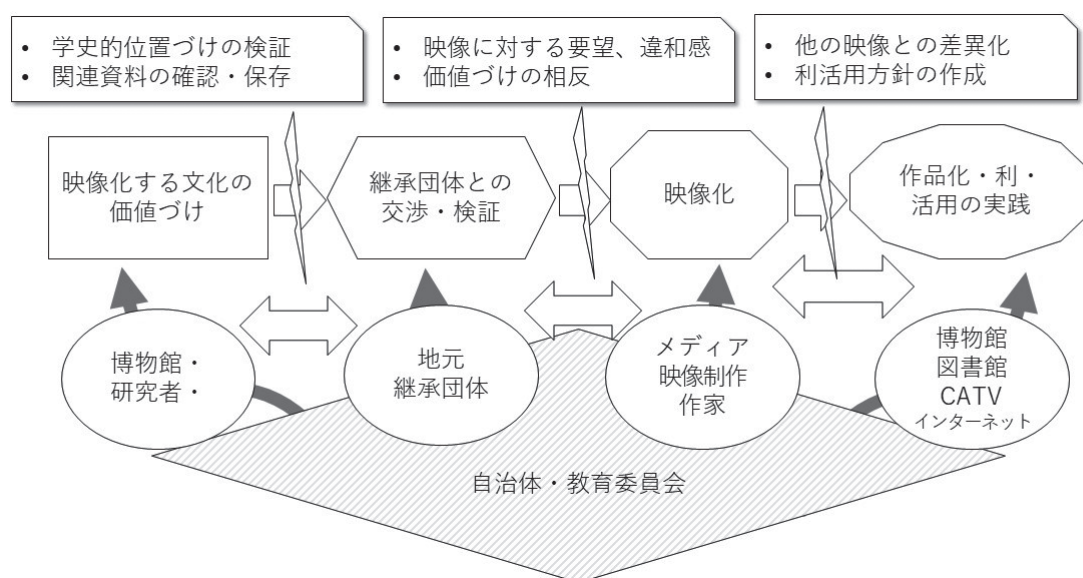 • 学史的位置づけの検証
• 関連資料の確認・保存
• 映像に対する要望、違和感
• 価値づけの相反
• 他の映像との差異化
• 利活用方針の作成
映像化する文化の
価値づけ
継承団体との
交渉・検証
映像化
作品化・利・
活用の実践
博物館・
研究者・
地元
継承団体
メディア
映像制作
作家
博物館
図書館
CATV
インターネット
自治体・教育委員会